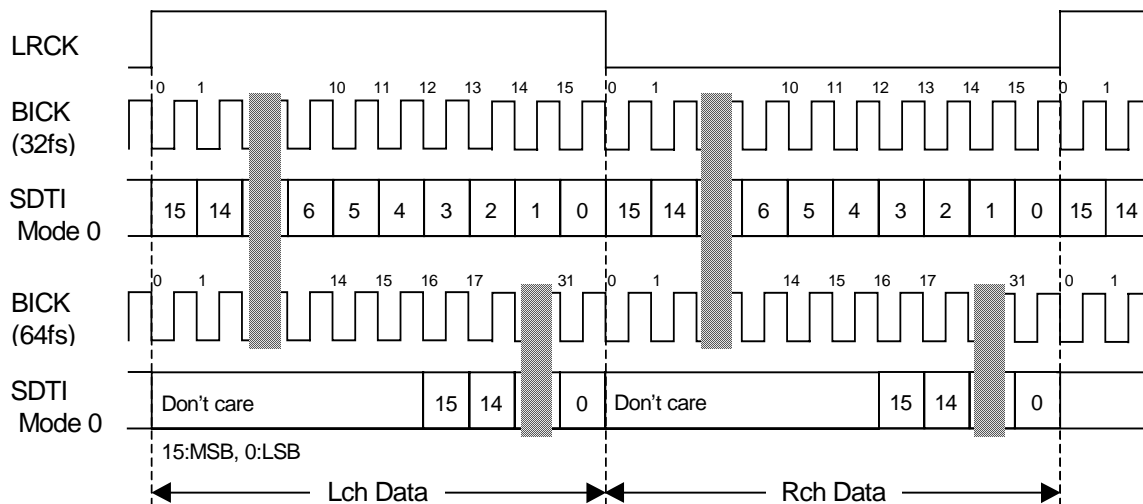 LRCK
0 1 10 11 12 13 14 15 0 1 10 11 12 13 14 15 0 1
BICK
(32fs)
SDTI
Mode 0
15 14 6 5 4 3 2 1 0 15 14 6 5 4 3 2 1 0 15 14
0 1 14 15 16 17 31 0 1 14 15 16 17 31 0 1
BICK
(64fs)
SDTI
Mode 0
Don't care 15 14 0 Don't care 15 14 0
15:MSB, 0:LSB
Lch Data Rch Data